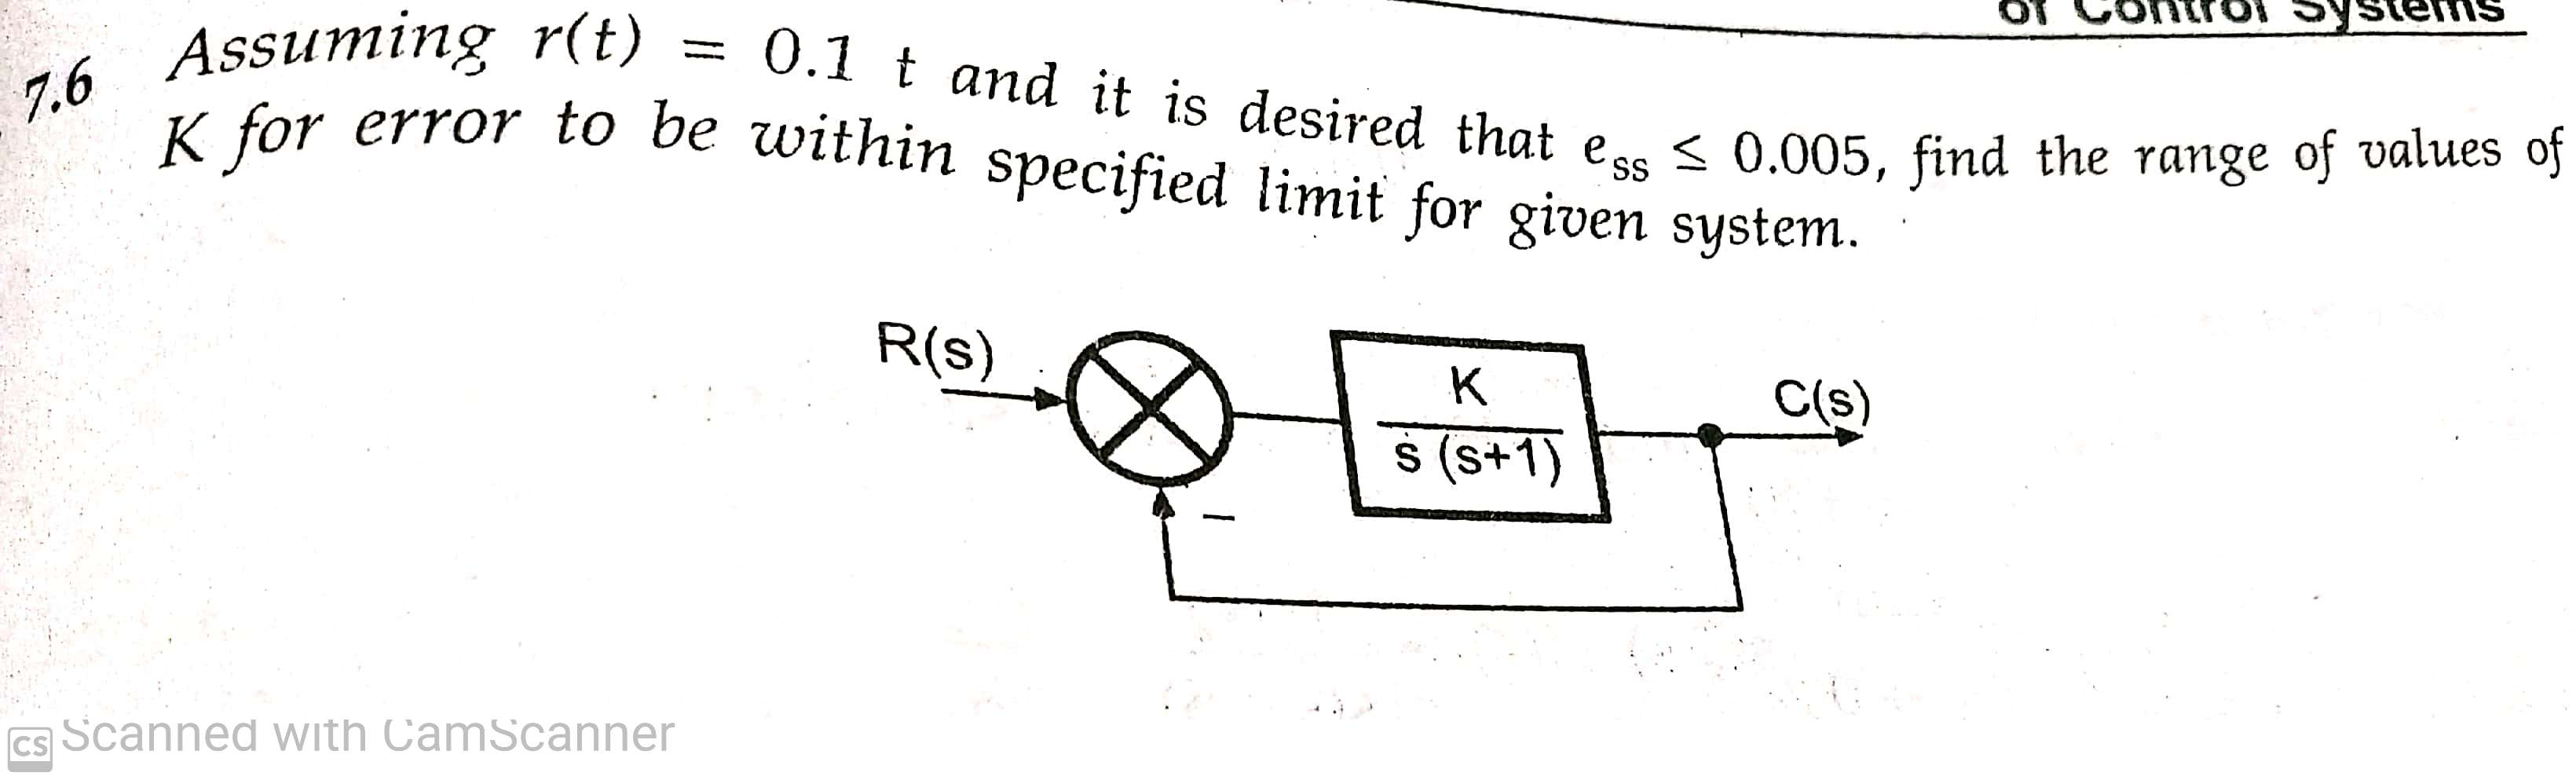 of Control Systems
7.6 Assuming r(t) = 0.1 t and it is desired that ess ≤ 0.005, find the range of values of
K for error to be within specified limit for given system.
R(s)
K
s (s+1)
C(s)
–
CS Scanned with CamScanner